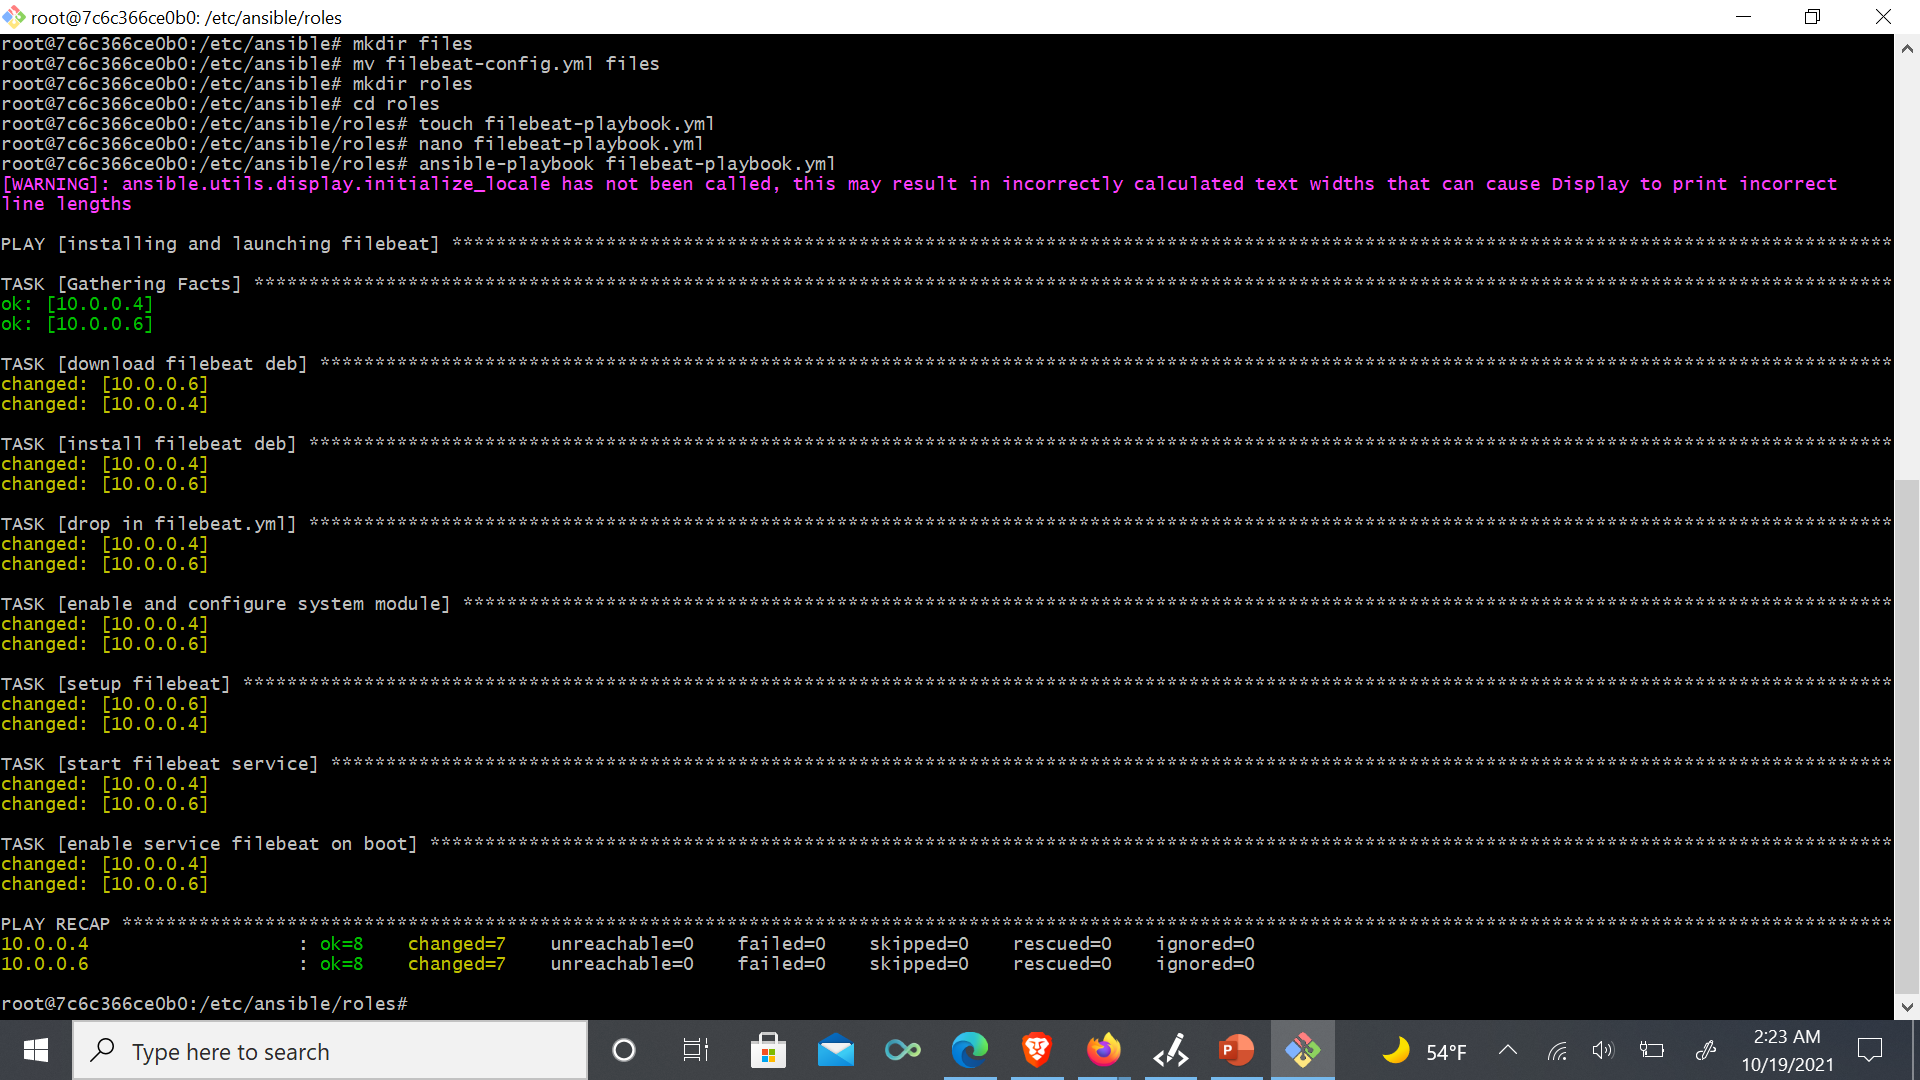 root@7c6c366ce0b0: /etc/ansible/roles
root@7c6c366ce0b0:/etc/ansible# mkdir files
root@7c6c366ce0b0:/etc/ansible# mv filebeat-config.yml files
root@7c6c366ce0b0:/etc/ansible# mkdir roles
root@7c6c366ce0b0:/etc/ansible# cd roles
root@7c6c366ce0b0:/etc/ansible/roles# touch filebeat-playbook.yml
root@7c6c366ce0b0:/etc/ansible/roles# nano filebeat-playbook.yml
root@7c6c366ce0b0:/etc/ansible/roles# ansible-playbook filebeat-playbook.yml
[WARNING]: ansible.utils.display.initialize_locale has not been called, this may result in incorrectly calculated text widths that can cause Display to print incorrect
line lengths
PLAY [installing and launching filebeat] ***********************************************************************************************************************************
TASK [Gathering Facts] *****************************************************************************************************************************************************
ok: [10.0.0.4]
ok: [10.0.0.6]
TASK [download filebeat deb] ***********************************************************************************************************************************************
changed: [10.0.0.6]
changed: [10.0.0.4]
TASK [install filebeat deb] ************************************************************************************************************************************************
changed: [10.0.0.4]
changed: [10.0.0.6]
TASK [drop in filebeat.yml] ************************************************************************************************************************************************
changed: [10.0.0.4]
changed: [10.0.0.6]
TASK [enable and configure system module] **********************************************************************************************************************************
changed: [10.0.0.4]
changed: [10.0.0.6]
TASK [setup filebeat] ******************************************************************************************************************************************************
changed: [10.0.0.6]
changed: [10.0.0.4]
TASK [start filebeat service] **********************************************************************************************************************************************
changed: [10.0.0.4]
changed: [10.0.0.6]
TASK [enable service filebeat on boot] *************************************************************************************************************************************
changed: [10.0.0.4]
changed: [10.0.0.6]
PLAY RECAP *****************************************************************************************************************************************************************
10.0.0.4 : ok=8 changed=7 unreachable=0 failed=0 skipped=0 rescued=0 ignored=0
10.0.0.6 : ok=8 changed=7 unreachable=0 failed=0 skipped=0 rescued=0 ignored=0
root@7c6c366ce0b0:/etc/ansible/roles#
Type here to search
54°F
2:23 AM
10/19/2021